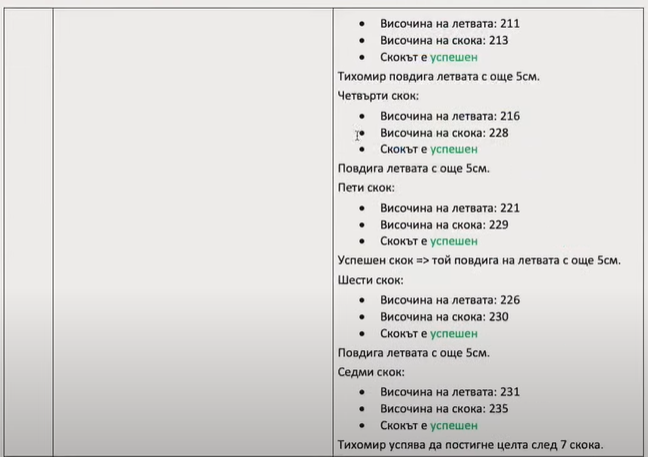 Височина на летвата: 211
Височина на скока: 213
Скокът е успешен
Тихомир повдига летвата с още 5см.
Четвърти скок:
Височина на летвата: 216
Височина на скока: 228
Скокът е успешен
Повдига летвата с още 5см.
Пети скок:
Височина на летвата: 221
Височина на скока: 229
Скокът е успешен
Успешен скок => той повдига на летвата с още 5см.
Шести скок:
Височина на летвата: 226
Височина на скока: 230
Скокът е успешен
Повдига летвата с още 5см.
Седми скок:
Височина на летвата: 231
Височина на скока: 235
Скокът е успешен
Тихомир успява да постигне целта след 7 скока.